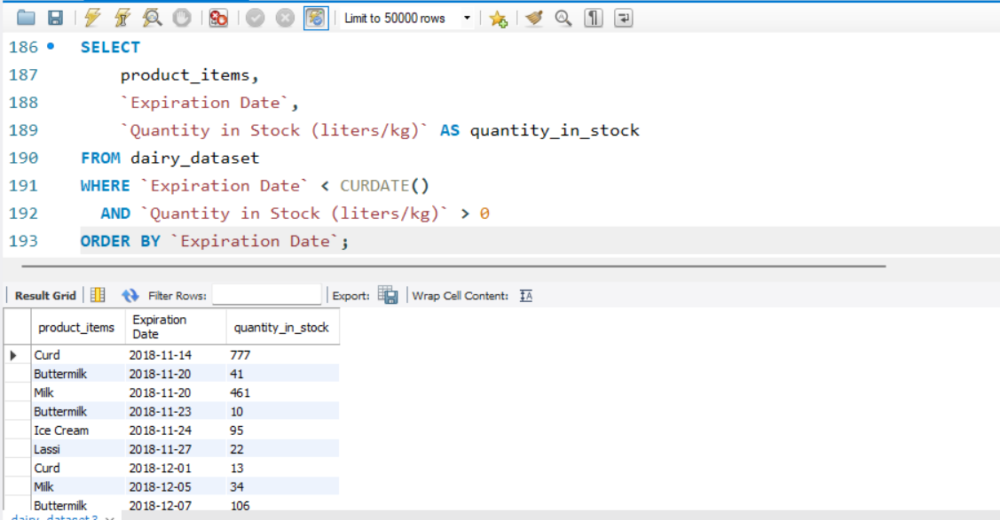 Limit to 50000 rows
186 SELECT
187 product_items,
188 `Expiration Date`,
189 `Quantity in Stock (liters/kg)` AS quantity_in_stock
190 FROM dairy_dataset
191 WHERE `Expiration Date` < CURDATE()
192 AND `Quantity in Stock (liters/kg)` > 0
193 ORDER BY `Expiration Date`;
Result Grid Filter Rows: Export: Wrap Cell Content:
product_items Expiration Date quantity_in_stock
Curd 2018-11-14 777
Buttermilk 2018-11-20 41
Milk 2018-11-20 461
Buttermilk 2018-11-23 10
Ice Cream 2018-11-24 95
Lassi 2018-11-27 22
Curd 2018-12-01 13
Milk 2018-12-05 34
Buttermilk 2018-12-07 106